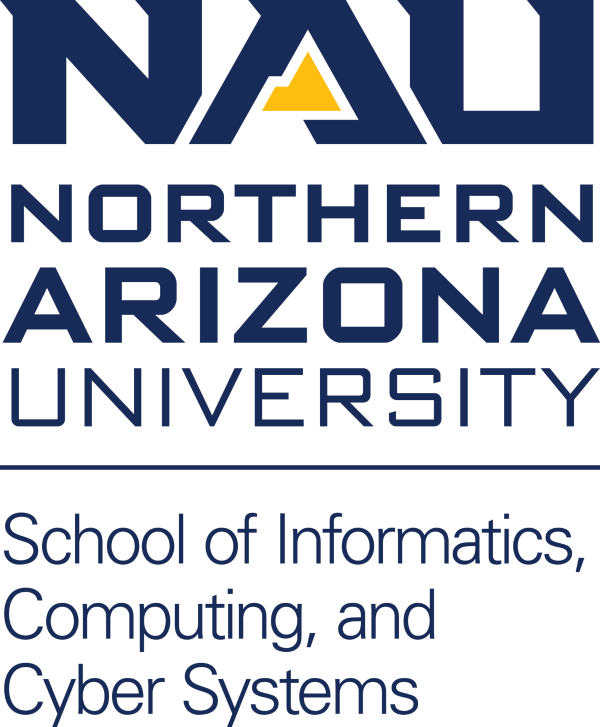 NAU
NORTHERN
ARIZONA
UNIVERSITY
School of Informatics,
Computing, and
Cyber Systems